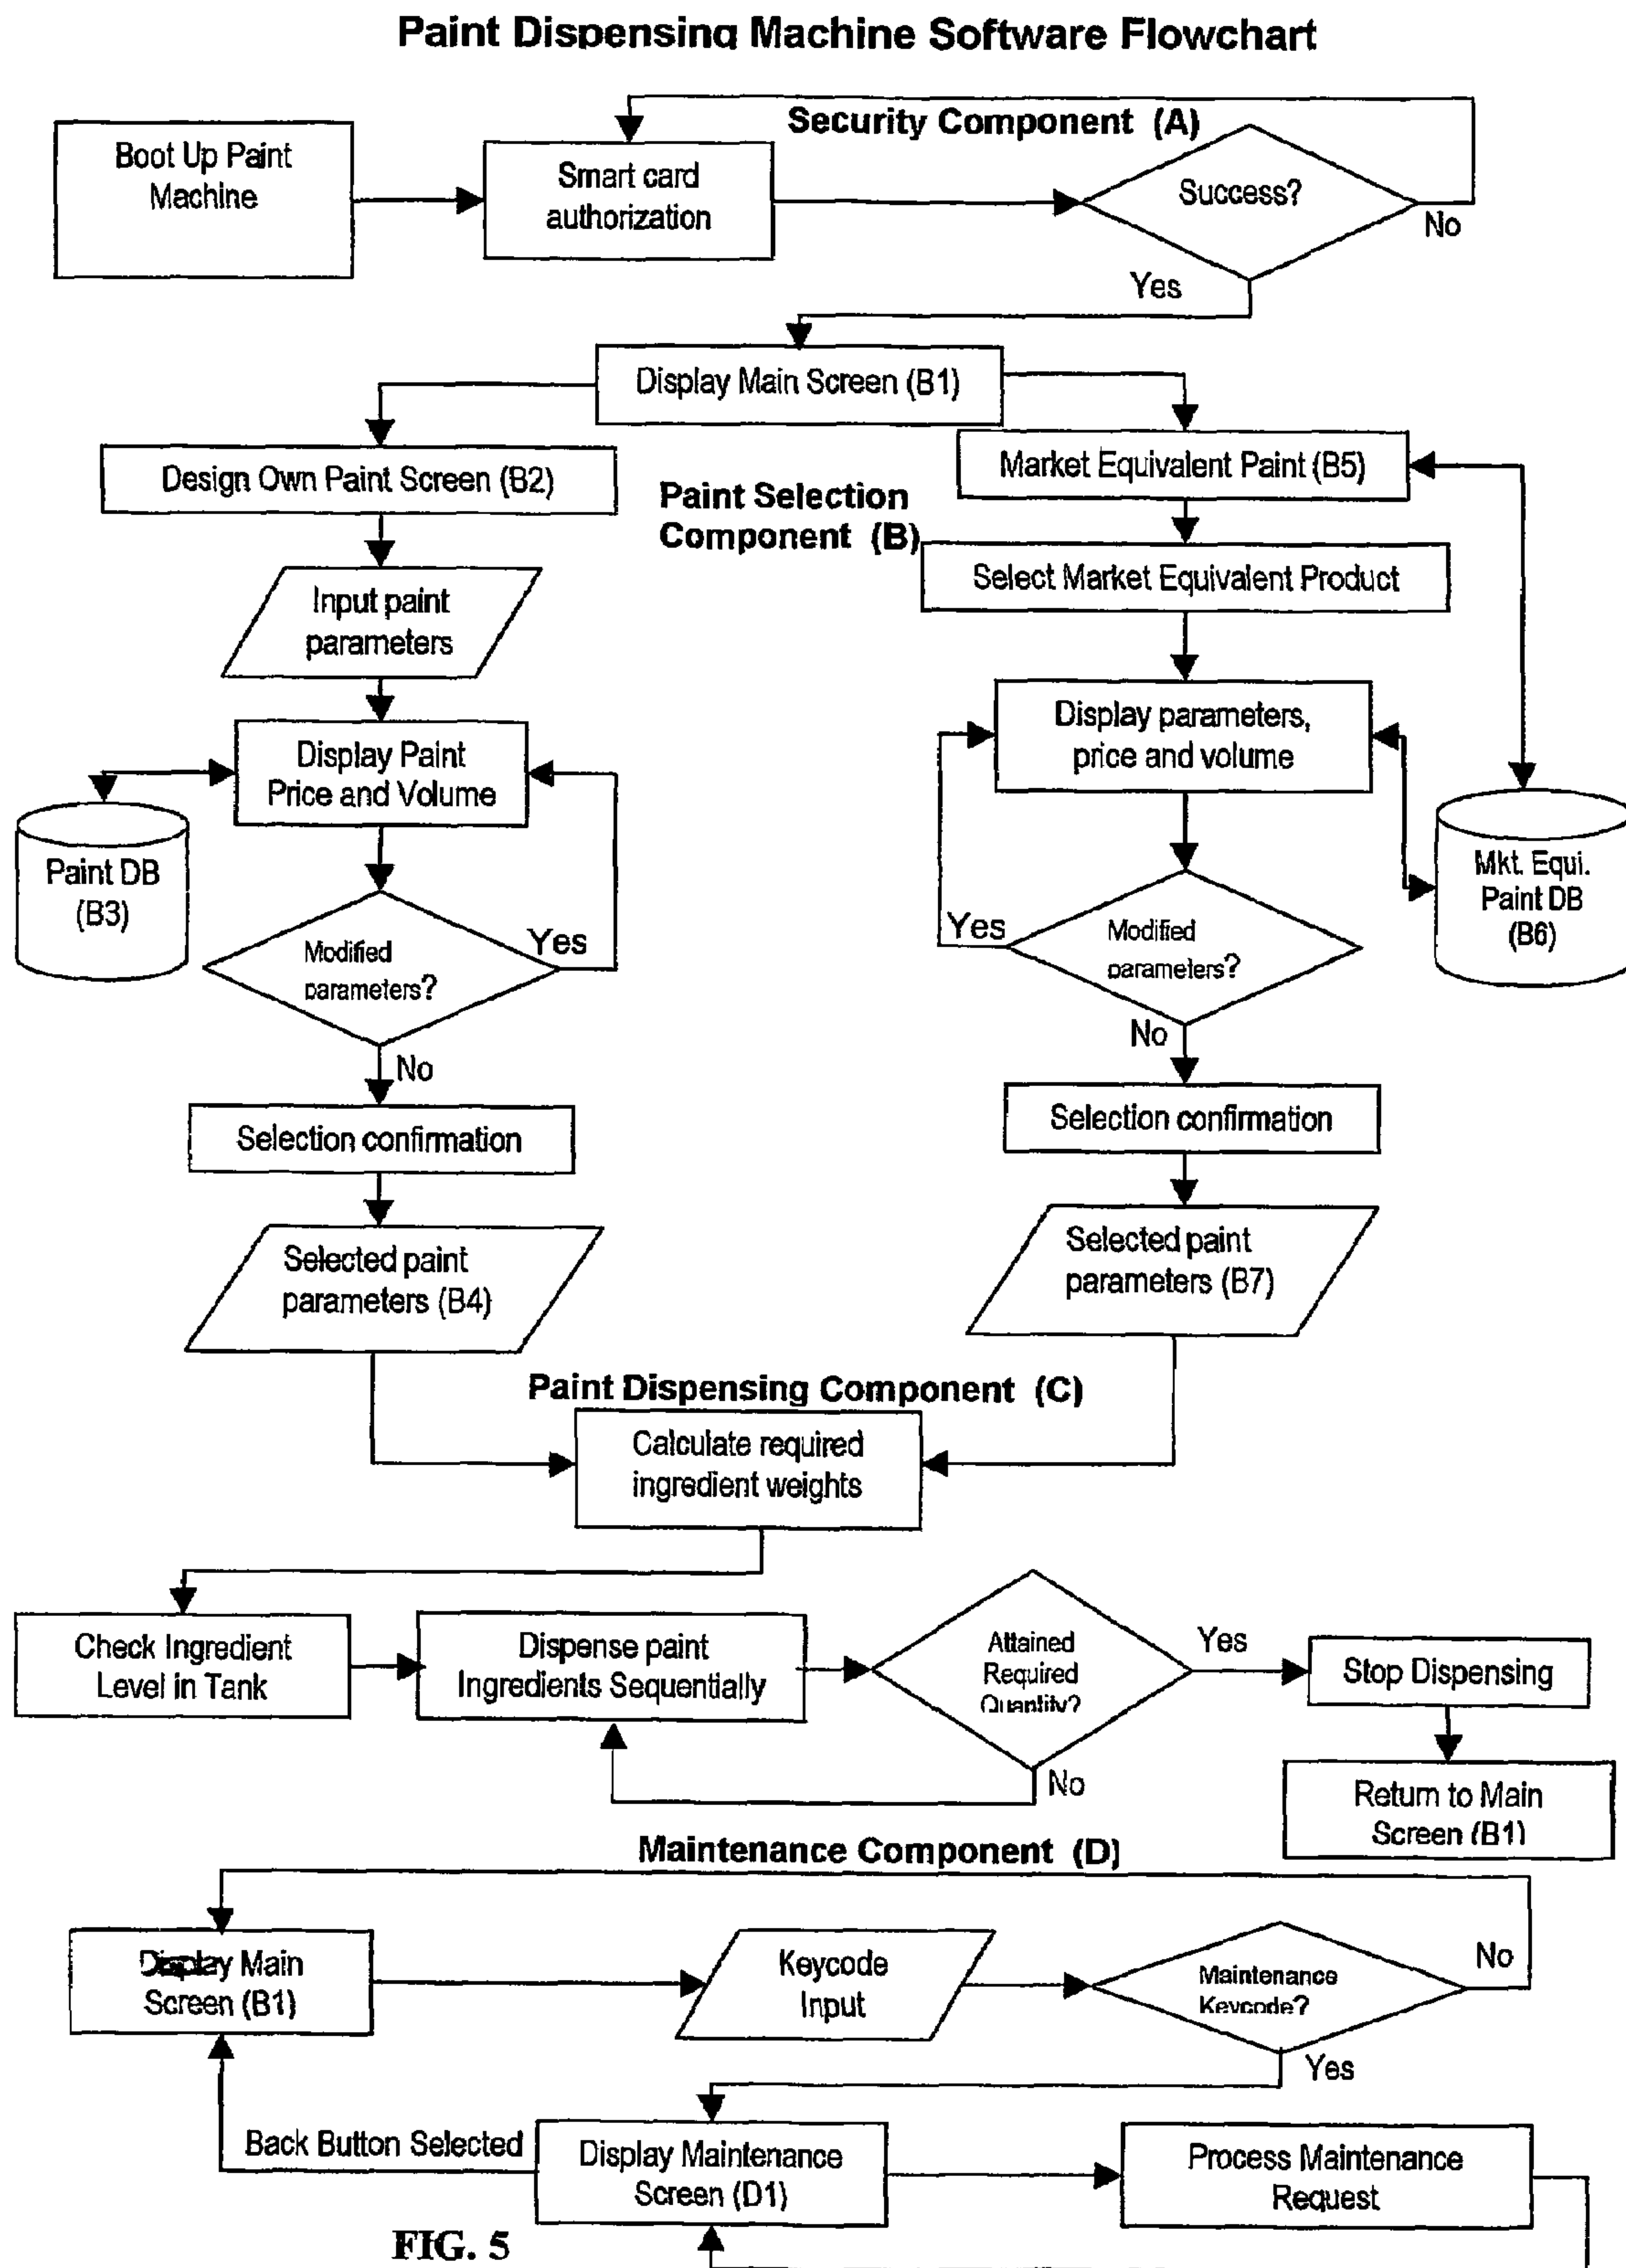 Paint Dispensing Machine Software Flowchart
Security Component (A)
Boot Up Paint
Machine
Smart card
authorization
Success?
No
Yes
Display Main Screen (B1)
Design Own Paint Screen (B2)
Market Equivalent Paint (B5)
Paint Selection
Component (B)
Select Market Equivalent Product
Input paint
parameters
Display parameters,
price and volume
Display Paint
Price and Volume
Paint DB
(B3)
Mkt. Equi.
Paint DB
(B6)
Modified
parameters?
Yes
Yes
Modified
parameters?
No
No
Selection confirmation
Selection confirmation
Selected paint
parameters (B4)
Selected paint
parameters (B7)
Paint Dispensing Component (C)
Calculate required
ingredient weights
Check Ingredient
Level in Tank
Dispense paint
Ingredients Sequentially
Attained
Required
Quantity?
Yes
Stop Dispensing
No
Return to Main
Screen (B1)
Maintenance Component (D)
Display Main
Screen (B1)
Keycode
Input
Maintenance
Keycode?
No
Yes
Back Button Selected
Display Maintenance
Screen (D1)
Process Maintenance
Request
FIG. 5